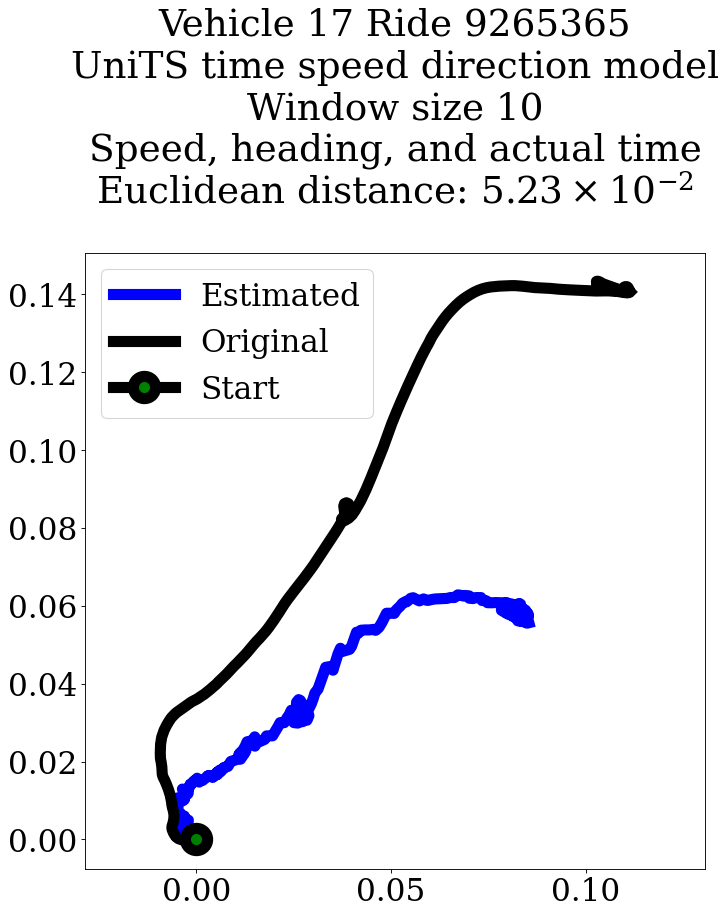 Vehicle 17 Ride 9265365
UniTS time speed direction model
Window size 10
Speed, heading, and actual time
Euclidean distance: 5.23 × 10⁻²
Estimated
Original
Start
0.14
0.12
0.10
0.08
0.06
0.04
0.02
0.00
0.00 0.05 0.10